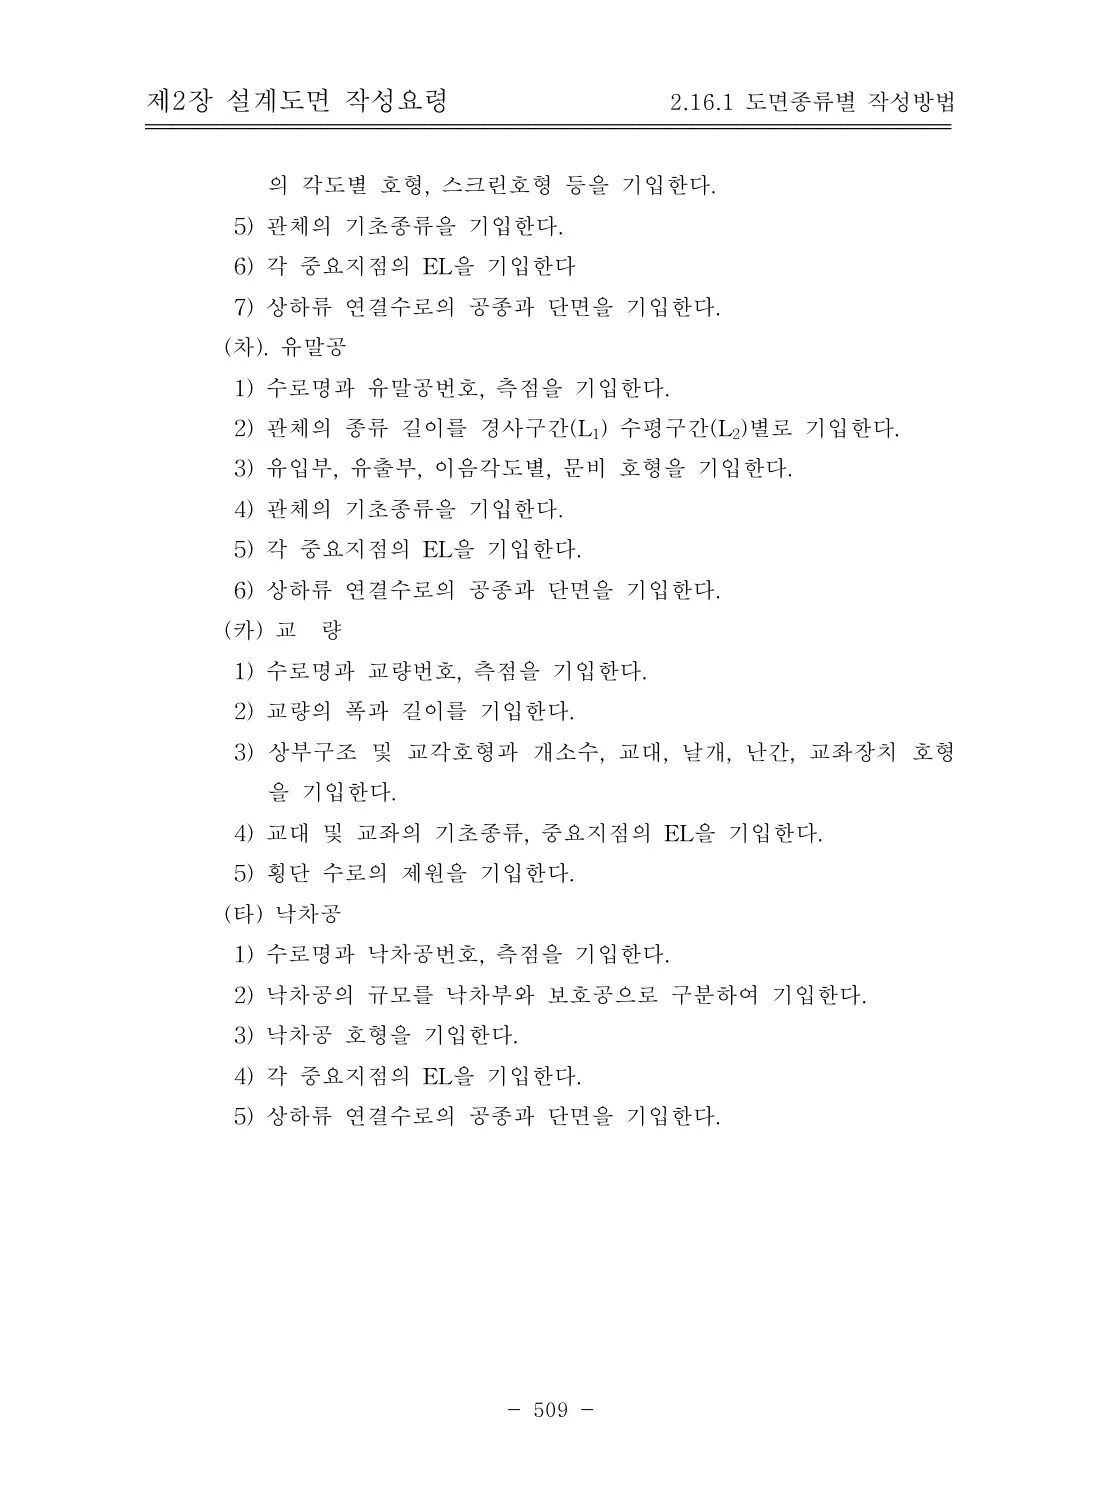 제2장 설계도면 작성요령 2.16.1 도면종류별 작성방법
의 각도별 호형, 스크린호형 등을 기입한다.
5) 관체의 기초종류을 기입한다.
6) 각 중요지점의 EL을 기입한다
7) 상하류 연결수로의 공종과 단면을 기입한다.
(차). 유말공
1) 수로명과 유말공번호, 측점을 기입한다.
2) 관체의 종류 길이를 경사구간(L₁) 수평구간(L₂)별로 기입한다.
3) 유입부, 유출부, 이음각도별, 문비 호형을 기입한다.
4) 관체의 기초종류을 기입한다.
5) 각 중요지점의 EL을 기입한다.
6) 상하류 연결수로의 공종과 단면을 기입한다.
(카) 교 량
1) 수로명과 교량번호, 측점을 기입한다.
2) 교량의 폭과 길이를 기입한다.
3) 상부구조 및 교각호형과 개소수, 교대, 날개, 난간, 교좌장치 호형
을 기입한다.
4) 교대 및 교좌의 기초종류, 중요지점의 EL을 기입한다.
5) 횡단 수로의 제원을 기입한다.
(타) 낙차공
1) 수로명과 낙차공번호, 측점을 기입한다.
2) 낙차공의 규모를 낙차부와 보호공으로 구분하여 기입한다.
3) 낙차공 호형을 기입한다.
4) 각 중요지점의 EL을 기입한다.
5) 상하류 연결수로의 공종과 단면을 기입한다.
- 509 -